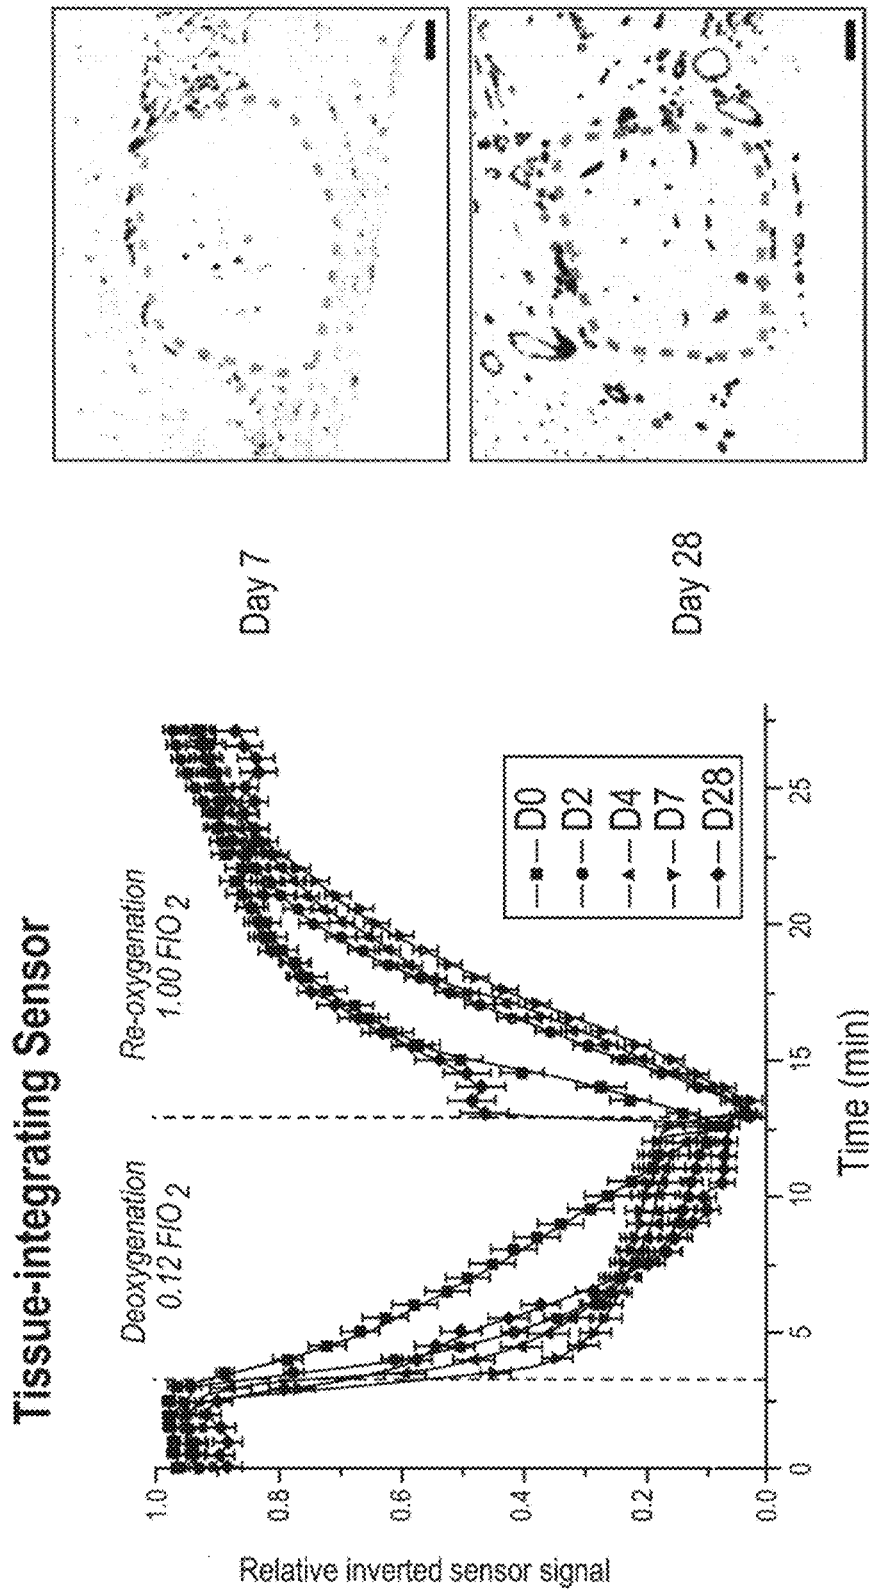 Tissue-integrating Sensor
Deoxygenation
0.12 FIO2
Re-oxygenation
1.00 FIO2
Relative inverted sensor signal
1.0
0.8
0.6
0.4
0.2
0.0
0
5
10
15
20
25
Time (min)
D0
D2
D4
D7
D28
Day 7
Day 28